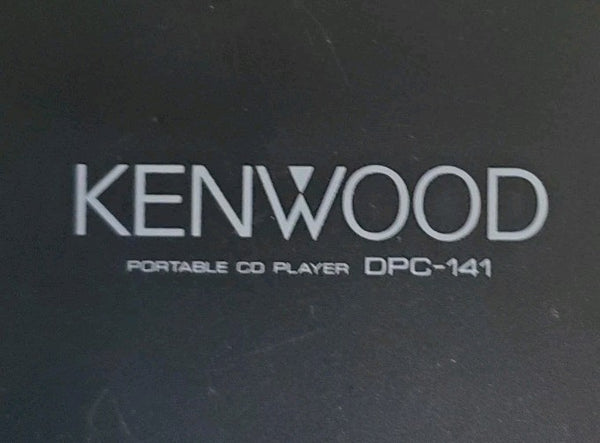 KENWOOD
PORTABLE CD PLAYER DPC-141